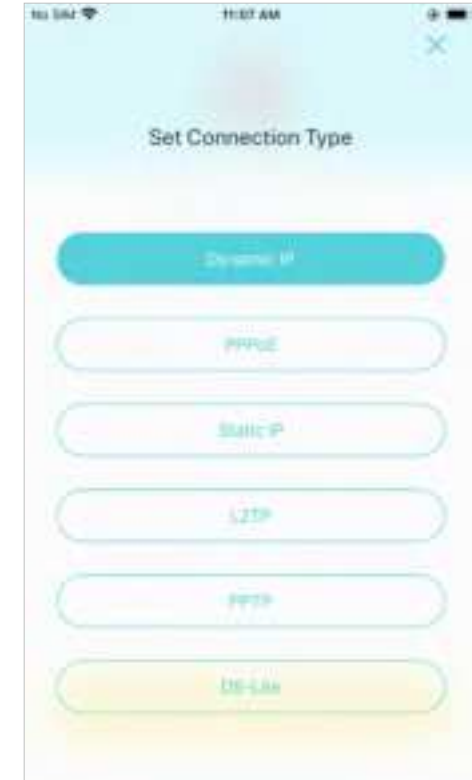 No SIM 11:07 AM
Set Connection Type
Dynamic IP
PPPoE
Static IP
L2TP
PPTP
DS-Lite